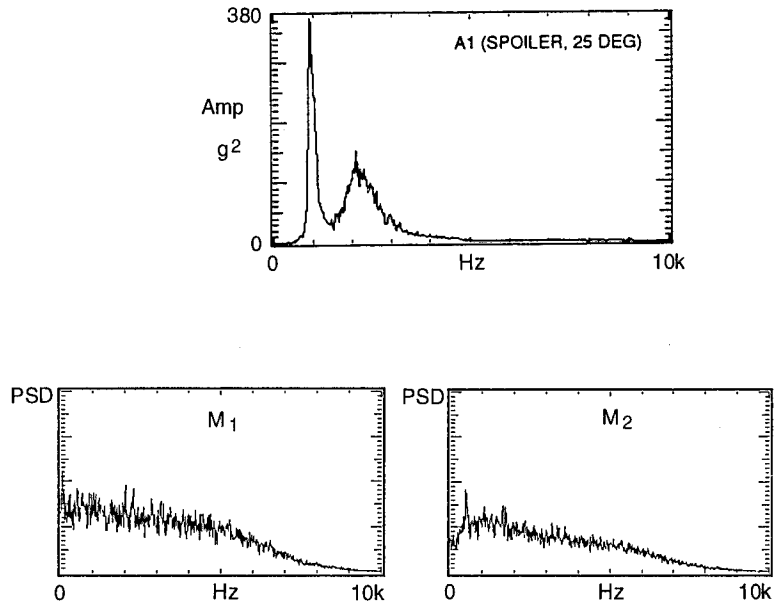 380
A1 (SPOILER, 25 DEG)
Amp
g2
0
0 Hz 10k
PSD
M1
0 Hz 10k
PSD
M2
0 Hz 10k